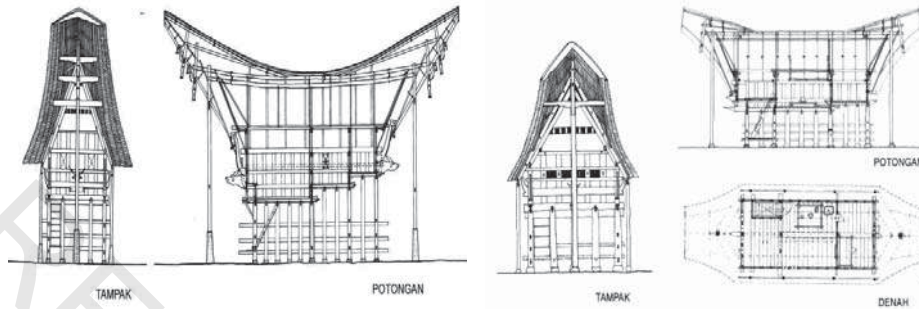 TAMPAK
POTONGAN
TAMPAK
POTONGAN
DENAH